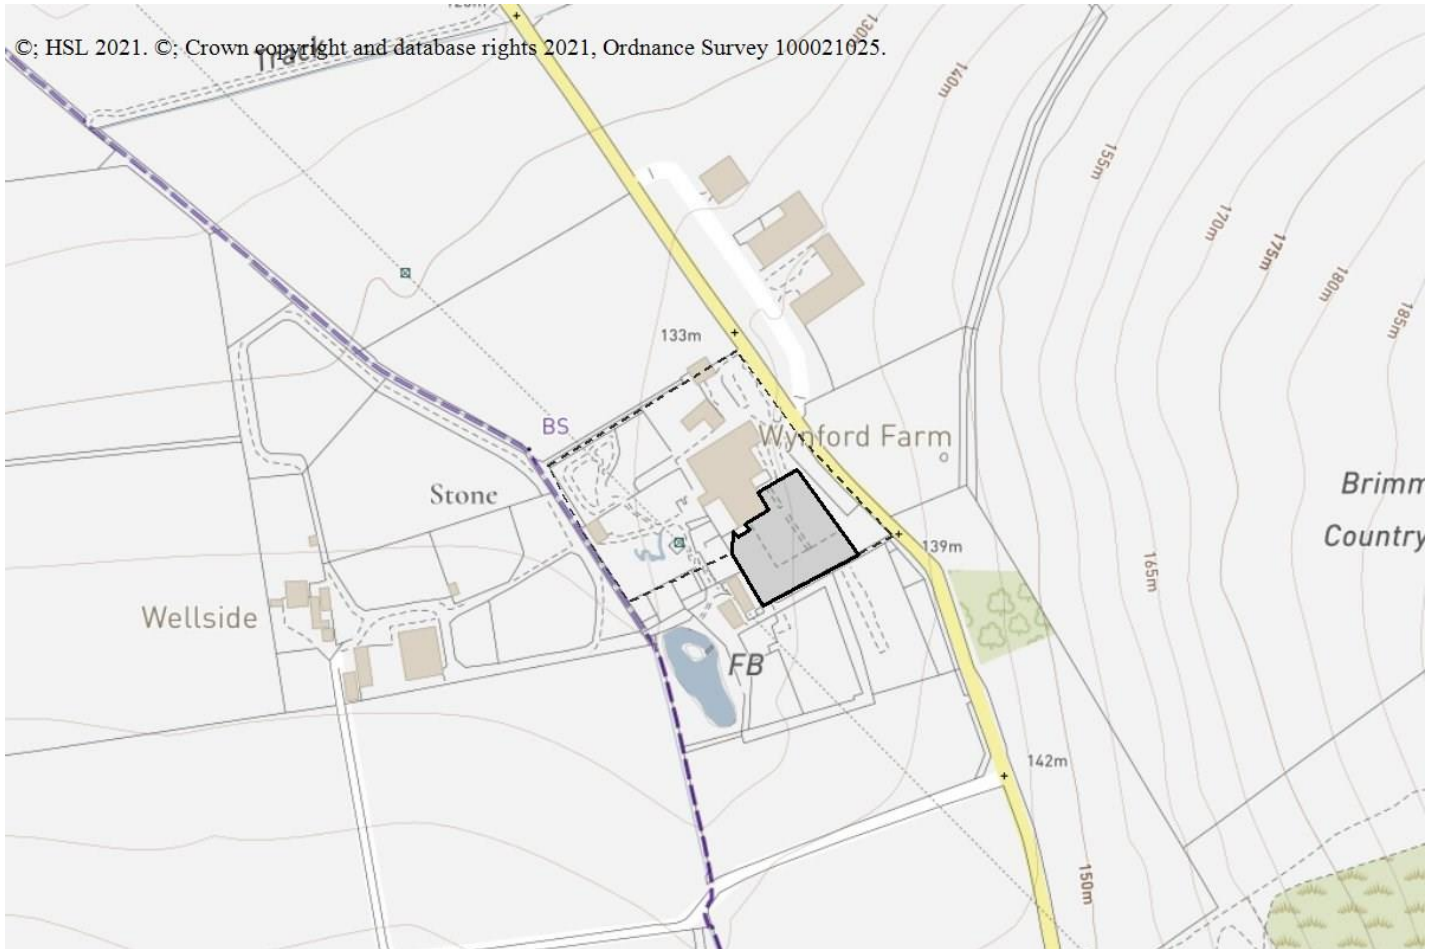 ©; HSL 2021. ©; Crown copyright and database rights 2021, Ordnance Survey 100021025.
Track
130m
140m
155m
170m
175m
180m
185m
133m
BS
Wynford Farm
Stone
Brimm
Country
139m
165m
Wellside
FB
142m
150m